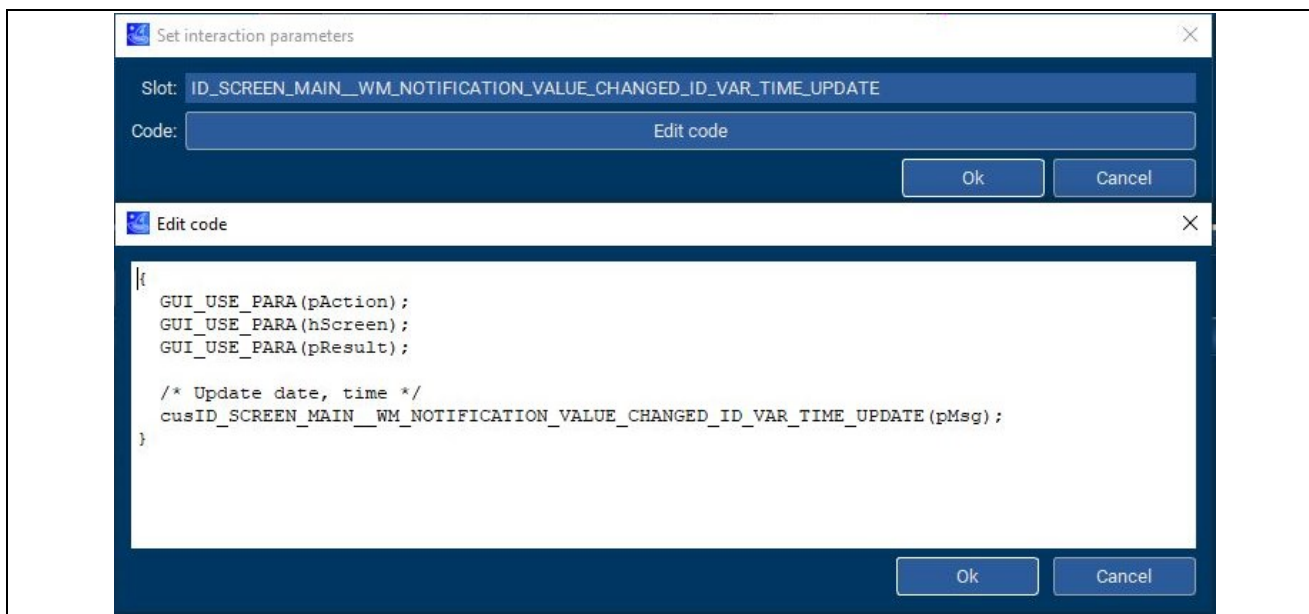 Set interaction parameters
Slot: ID_SCREEN_MAIN__WM_NOTIFICATION_VALUE_CHANGED_ID_VAR_TIME_UPDATE
Code: Edit code
Ok Cancel
Edit code
{
  GUI_USE_PARA(pAction);
  GUI_USE_PARA(hScreen);
  GUI_USE_PARA(pResult);
  /* Update date, time */
  cusID_SCREEN_MAIN__WM_NOTIFICATION_VALUE_CHANGED_ID_VAR_TIME_UPDATE(pMsg);
}
Ok Cancel